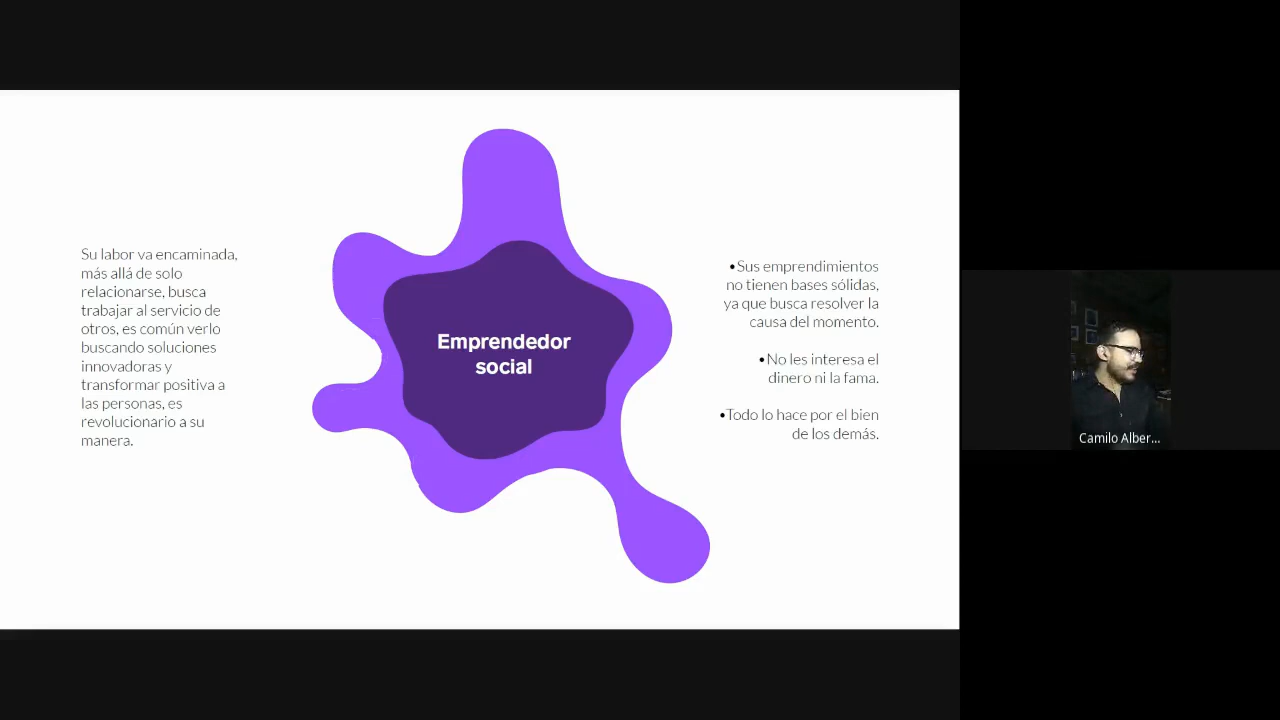 Su labor va encaminada,
más allá de solo
relacionarse, busca
trabajar al servicio de
otros, es común verlo
buscando soluciones
innovadoras y
transformar positiva a
las personas, es
revolucionario a su
manera.
Emprendedor
social
•Sus emprendimientos
no tienen bases sólidas,
ya que busca resolver la
causa del momento.
•No les interesa el
dinero ni la fama.
•Todo lo hace por el bien
de los demás.
Camilo Alber...